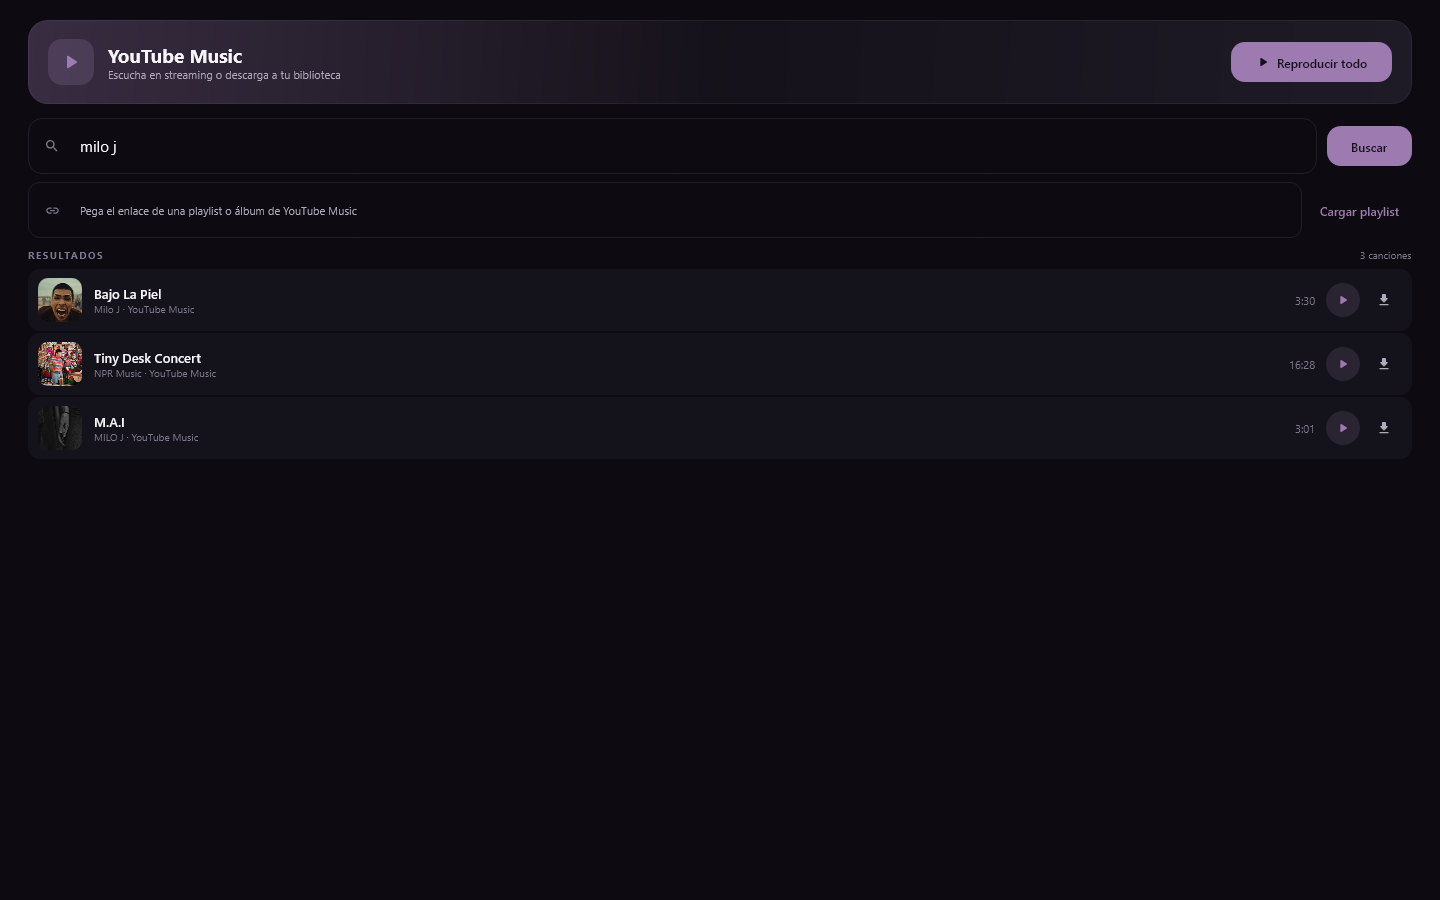 YouTube Music
Escucha en streaming o descarga a tu biblioteca
Reproducir todo
milo j
Buscar
Pega el enlace de una playlist o álbum de YouTube Music
Cargar playlist
RESULTADOS
3 canciones
Bajo La Piel
Milo J · YouTube Music
3:30
Tiny Desk Concert
NPR Music · YouTube Music
16:28
M.A.I
MILO J · YouTube Music
3:01